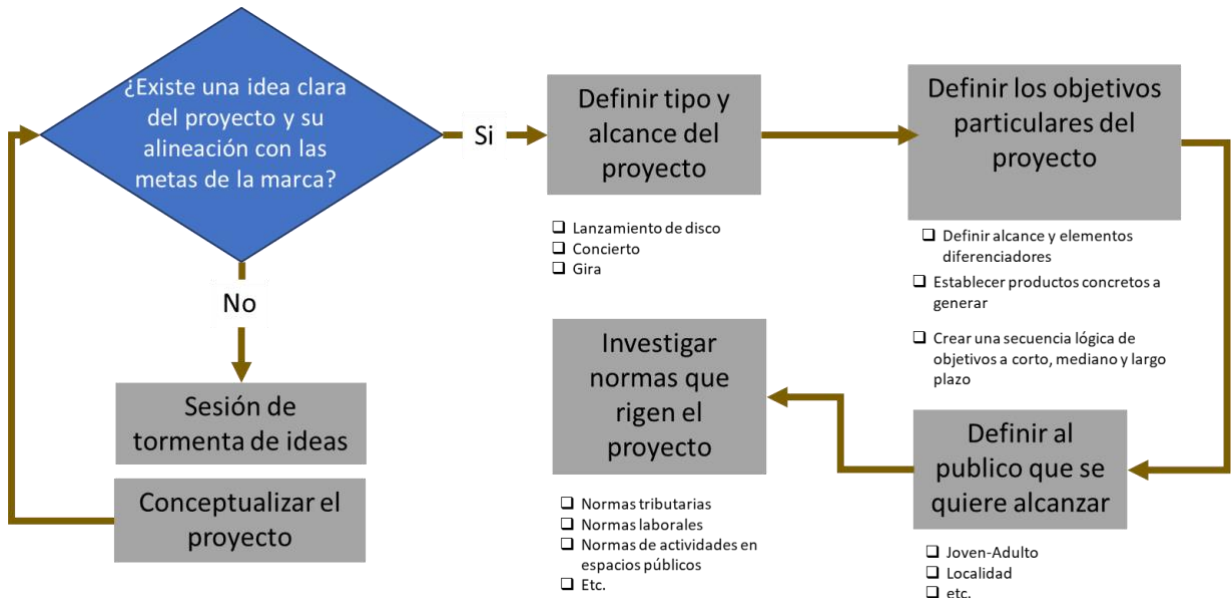 ¿Existe una idea clara
del proyecto y su
alineación con las
metas de la marca?
Si
No
Sesión de
tormenta de ideas
Conceptualizar el
proyecto
Definir tipo y
alcance del
proyecto
❑ Lanzamiento de disco
❑ Concierto
❑ Gira
Definir los objetivos
particulares del
proyecto
❑ Definir alcance y elementos
diferenciadores
❑ Establecer productos concretos a
generar
❑ Crear una secuencia lógica de
objetivos a corto, mediano y largo
plazo
Definir al
publico que se
quiere alcanzar
❑ Joven-Adulto
❑ Localidad
❑ etc.
Investigar
normas que
rigen el
proyecto
❑ Normas tributarias
❑ Normas laborales
❑ Normas de actividades en
espacios públicos
❑ Etc.